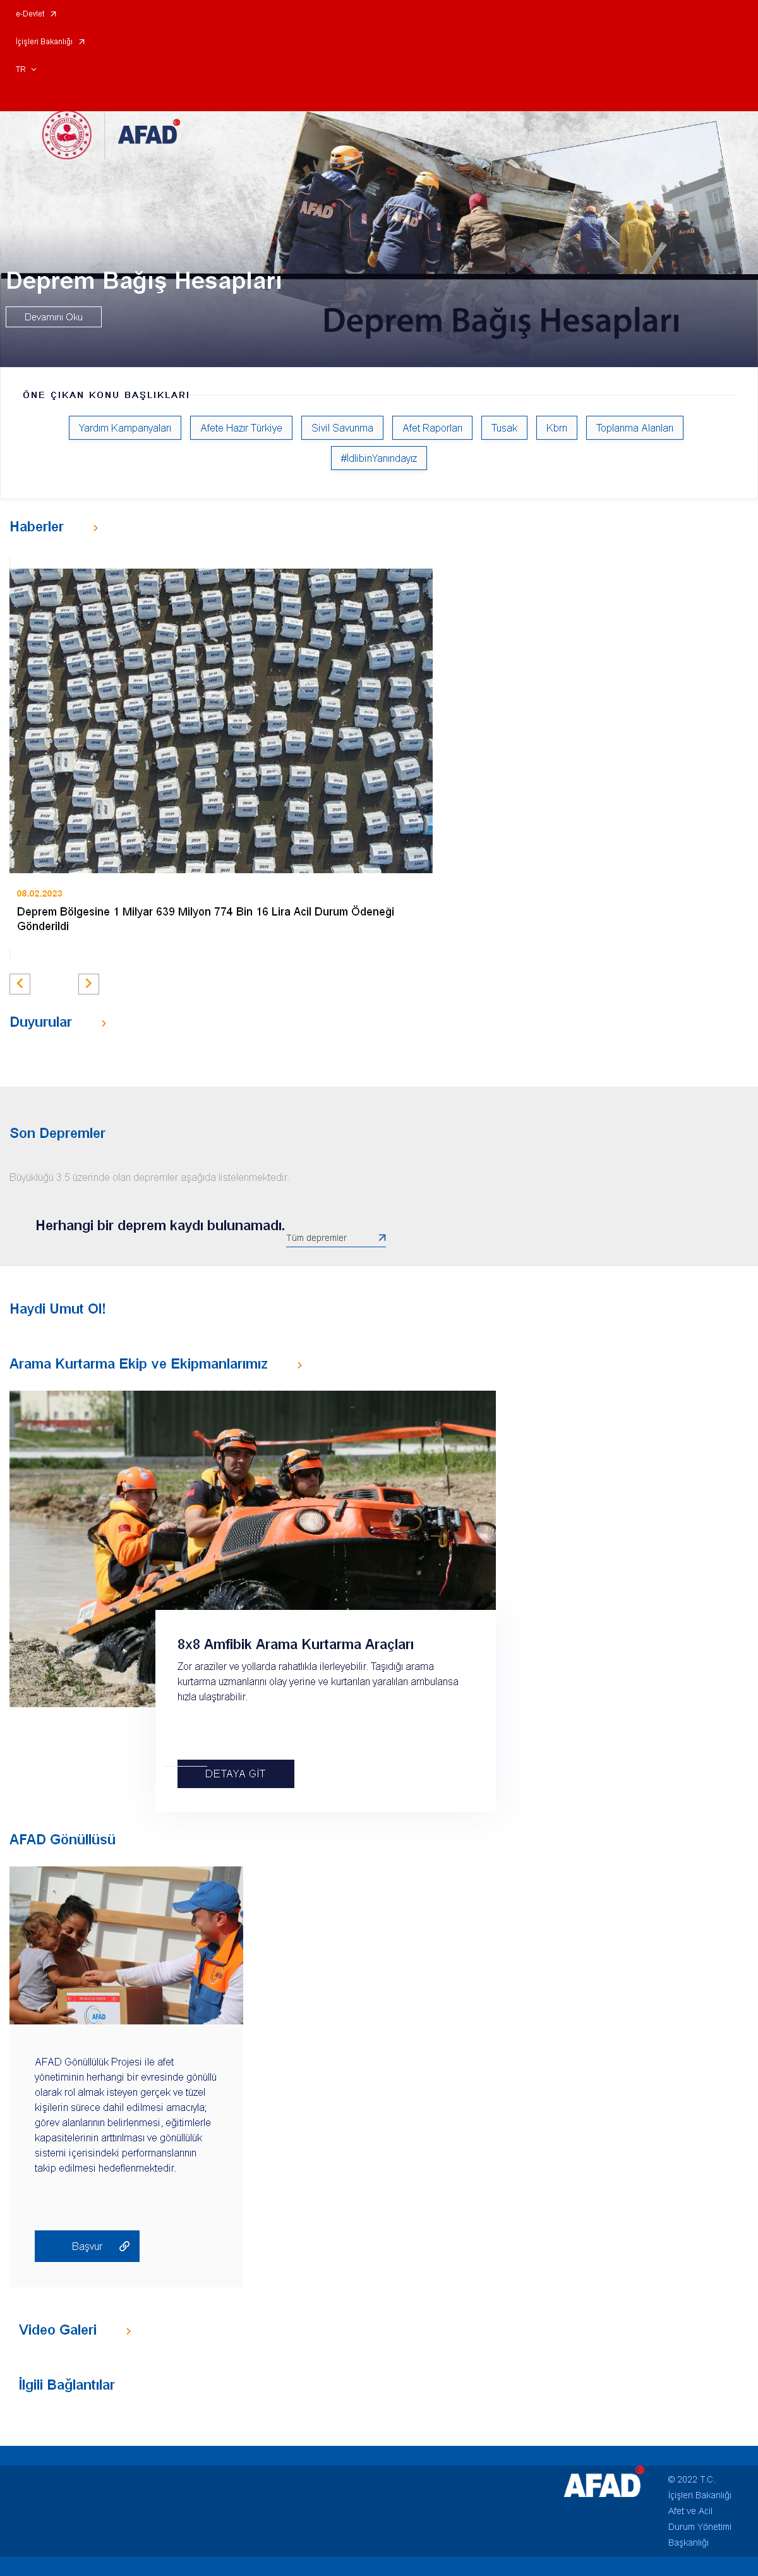 e-Devlet
İçişleri Bakanlığı
TR
AFAD
AFAD
AFAD
Deprem Bağış Hesapları
Devamını Oku
Deprem Bağış Hesapları
ÖNE ÇIKAN KONU BAŞLIKLARI
Yardım Kampanyaları
Afete Hazır Türkiye
Sivil Savunma
Afet Raporları
Tusak
Kbrn
Toplanma Alanları
#İdlibinYanındayız
Haberler
08.02.2023
Deprem Bölgesine 1 Milyar 639 Milyon 774 Bin 16 Lira Acil Durum Ödeneği
Gönderildi
Duyurular
Son Depremler
Büyüklüğü 3.5 üzerinde olan depremler aşağıda listelenmektedir.
Herhangi bir deprem kaydı bulunamadı.
Tüm depremler
Haydi Umut Ol!
Arama Kurtarma Ekip ve Ekipmanlarımız
8x8 Amfibik Arama Kurtarma Araçları
Zor araziler ve yollarda rahatlıkla ilerleyebilir. Taşıdığı arama
kurtarma uzmanlarını olay yerine ve kurtarılan yaralıları ambulansa
hızla ulaştırabilir.
DETAYA GİT
AFAD Gönüllüsü
AFAD
AFAD Gönüllülük Projesi ile afet
yönetiminin herhangi bir evresinde gönüllü
olarak rol almak isteyen gerçek ve tüzel
kişilerin sürece dahil edilmesi amacıyla;
görev alanlarının belirlenmesi, eğitimlerle
kapasitelerinin arttırılması ve gönüllülük
sistemi içerisindeki performanslarının
takip edilmesi hedeflenmektedir.
Başvur
Video Galeri
İlgili Bağlantılar
AFAD
© 2022 T.C.
İçişleri Bakanlığı
Afet ve Acil
Durum Yönetimi
Başkanlığı